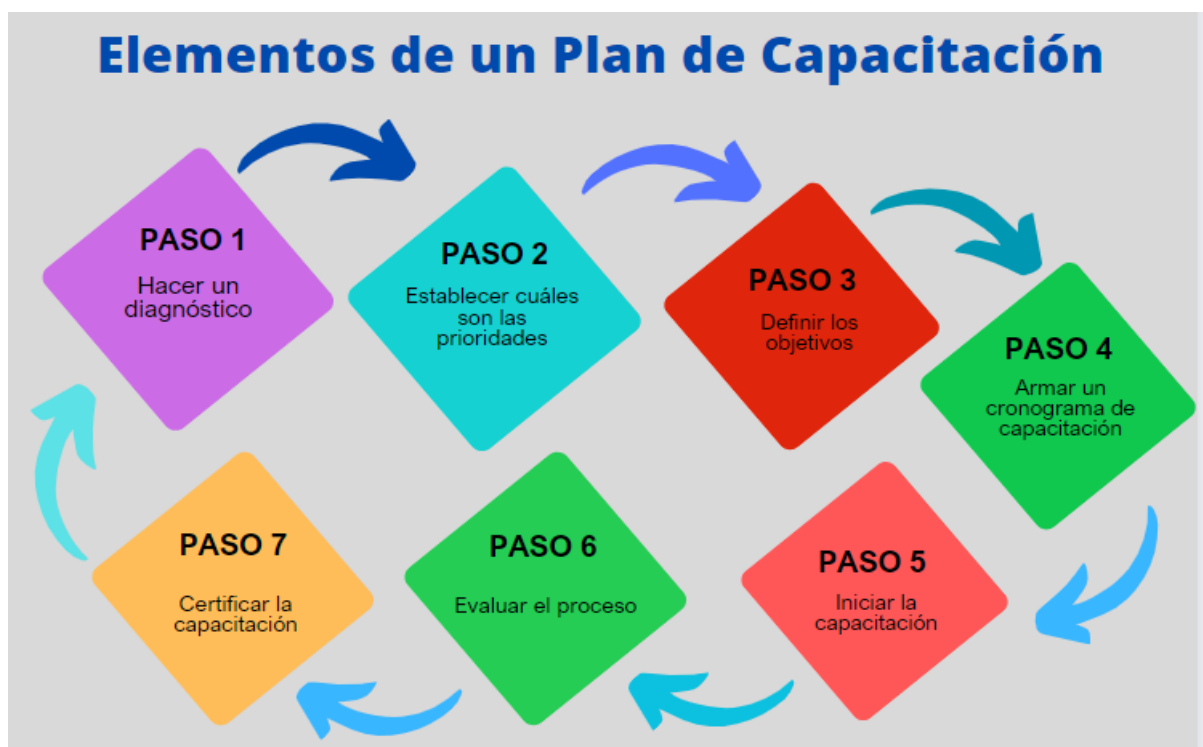 Elementos de un Plan de Capacitación
PASO 1
Hacer un
diagnóstico
PASO 2
Establecer cuáles
son las
prioridades
PASO 3
Definir los
objetivos
PASO 4
Armar un
cronograma de
capacitación
PASO 5
Iniciar la
capacitación
PASO 6
Evaluar el proceso
PASO 7
Certificar la
capacitación